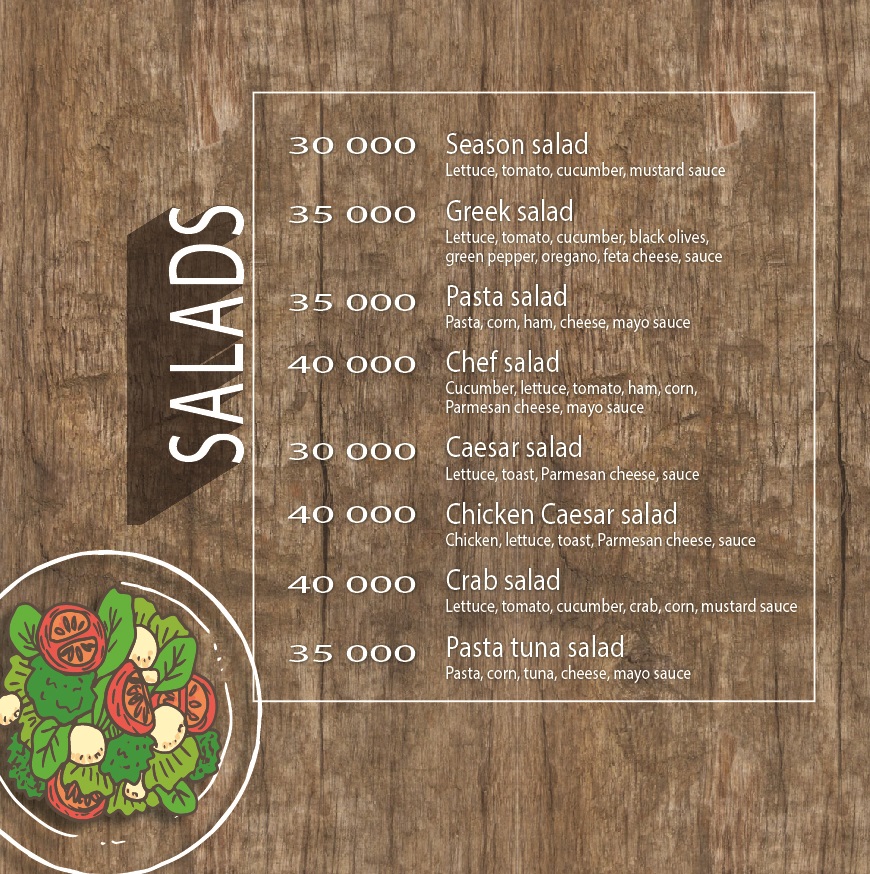 SALADS
30 000 Season salad
Lettuce, tomato, cucumber, mustard sauce
35 000 Greek salad
Lettuce, tomato, cucumber, black olives,
green pepper, oregano, feta cheese, sauce
35 000 Pasta salad
Pasta, corn, ham, cheese, mayo sauce
40 000 Chef salad
Cucumber, lettuce, tomato, ham, corn,
Parmesan cheese, mayo sauce
30 000 Caesar salad
Lettuce, toast, Parmesan cheese, sauce
40 000 Chicken Caesar salad
Chicken, lettuce, toast, Parmesan cheese, sauce
40 000 Crab salad
Lettuce, tomato, cucumber, crab, corn, mustard sauce
35 000 Pasta tuna salad
Pasta, corn, tuna, cheese, mayo sauce